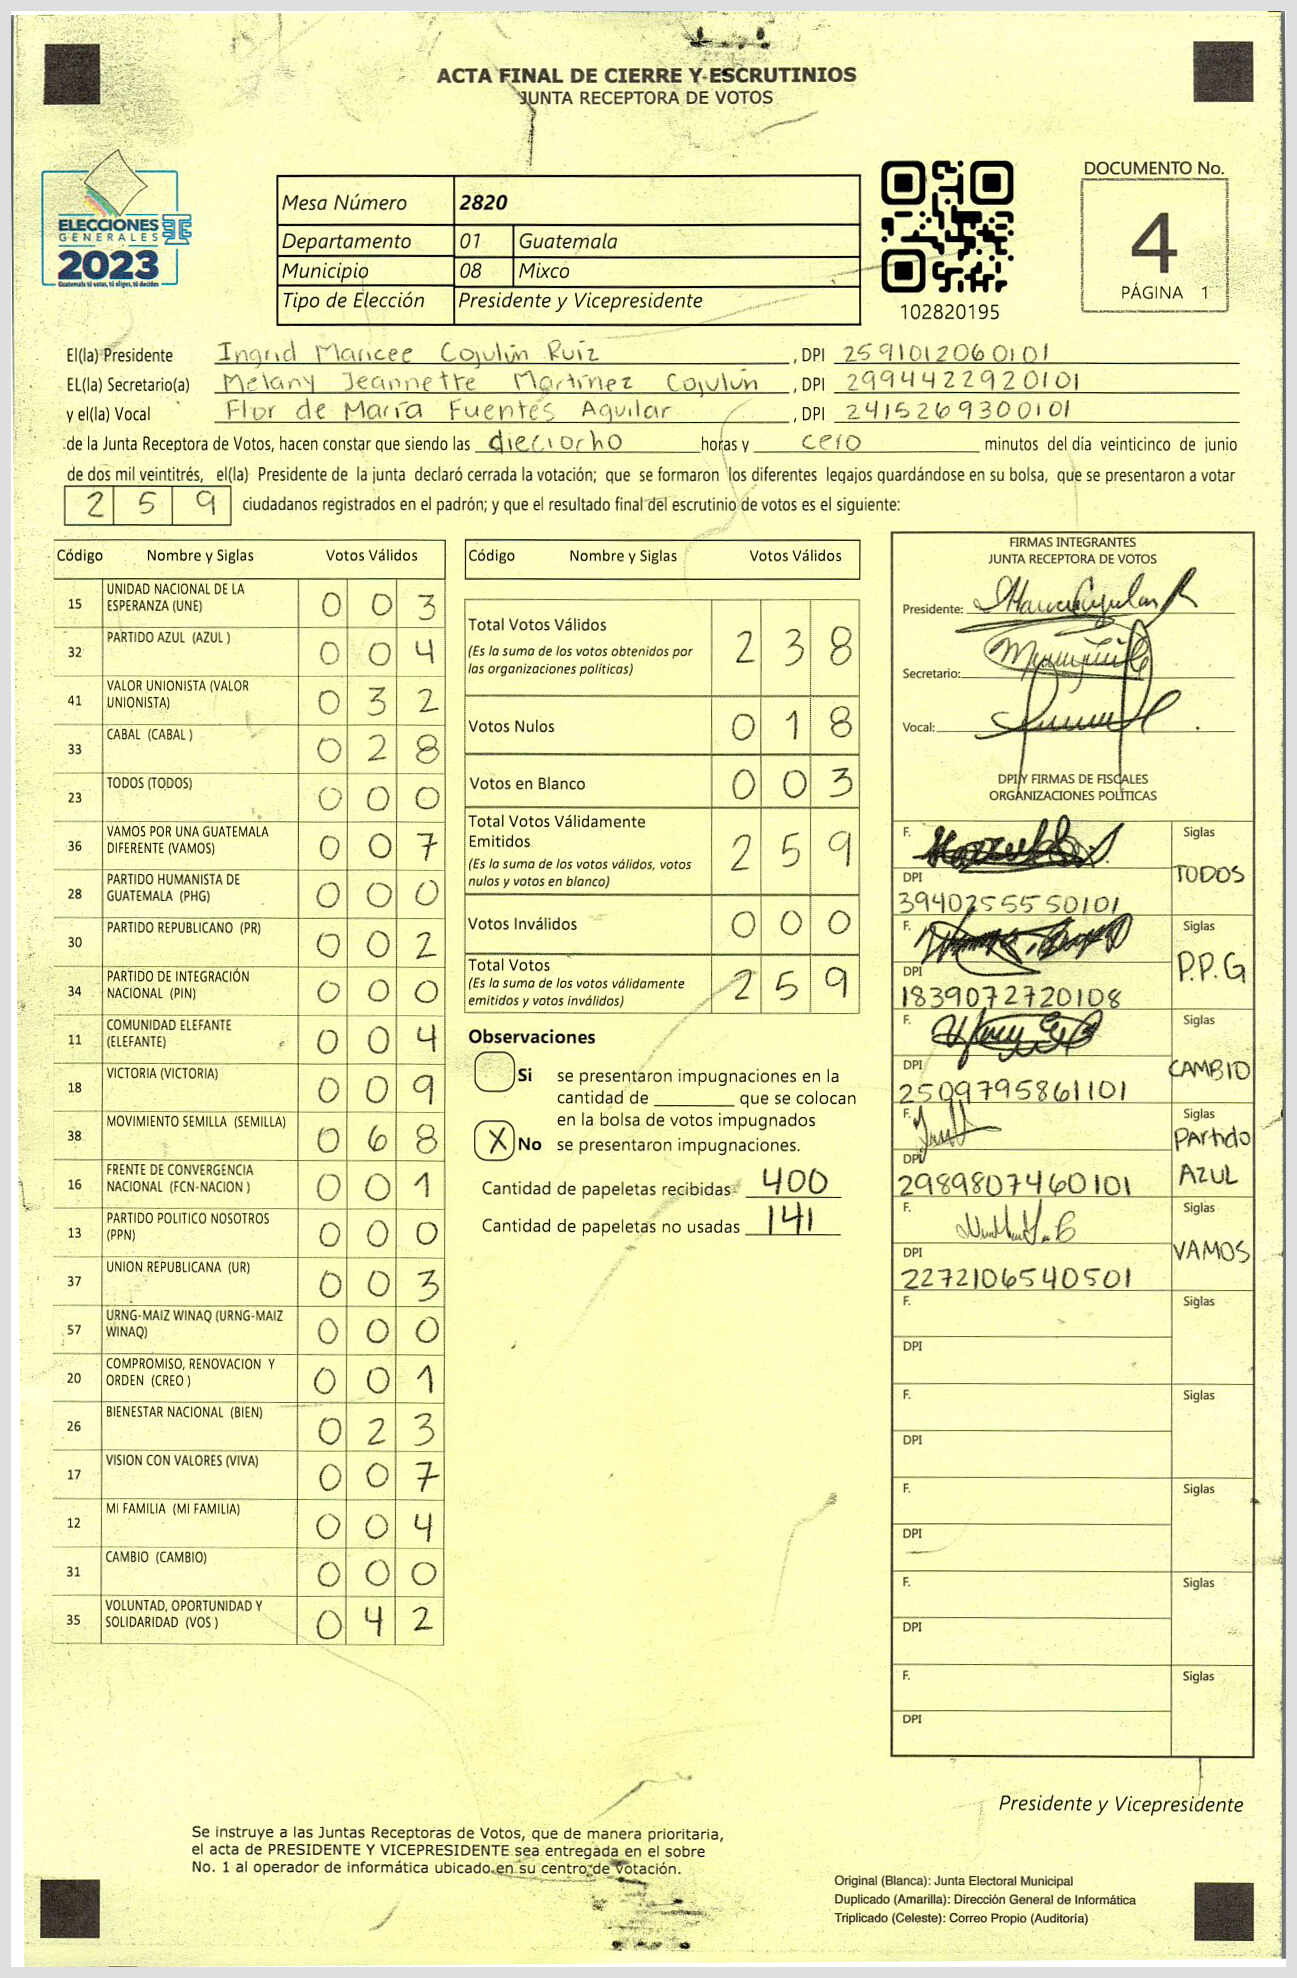 ACTA FINAL DE CIERRE Y ESCRUTINIOS
JUNTA RECEPTORA DE VOTOS
ELECCIONES
GENERALES
2023
Guatemala tú votas, tú eliges, tú decides
Mesa Número 2820
Departamento 01 Guatemala
Municipio 08 Mixco
Tipo de Elección Presidente y Vicepresidente
102820195
DOCUMENTO No.
4
PÁGINA 1
El(la) Presidente Ingrid Maricee Cojulún Ruíz, DPI 2591012060101
EL(la) Secretario(a) Melany Jeannette Martínez Cojulún, DPI 2994422920101
y el(la) Vocal Flor de María Fuentes Aguilar, DPI 2415269300101
de la Junta Receptora de Votos, hacen constar que siendo las dieciocho horas y cero minutos del día veinticinco de junio
de dos mil veintitrés, el(la) Presidente de la junta declaró cerrada la votación; que se formaron los diferentes legajos guardándose en su bolsa, que se presentaron a votar
2 5 9 ciudadanos registrados en el padrón; y que el resultado final del escrutinio de votos es el siguiente:
Código Nombre y Siglas Votos Válidos
15 UNIDAD NACIONAL DE LA
ESPERANZA (UNE) 0 0 3
32 PARTIDO AZUL (AZUL ) 0 0 4
41 VALOR UNIONISTA (VALOR
UNIONISTA) 0 3 2
33 CABAL (CABAL ) 0 2 8
23 TODOS (TODOS) 0 0 0
36 VAMOS POR UNA GUATEMALA
DIFERENTE (VAMOS) 0 0 7
28 PARTIDO HUMANISTA DE
GUATEMALA (PHG) 0 0 0
30 PARTIDO REPUBLICANO (PR) 0 0 2
34 PARTIDO DE INTEGRACIÓN
NACIONAL (PIN) 0 0 0
11 COMUNIDAD ELEFANTE
(ELEFANTE) 0 0 4
18 VICTORIA (VICTORIA) 0 0 9
38 MOVIMIENTO SEMILLA (SEMILLA) 0 6 8
16 FRENTE DE CONVERGENCIA
NACIONAL (FCN-NACION ) 0 0 1
13 PARTIDO POLITICO NOSOTROS
(PPN) 0 0 0
37 UNION REPUBLICANA (UR) 0 0 3
57 URNG-MAIZ WINAQ (URNG-MAIZ
WINAQ) 0 0 0
20 COMPROMISO, RENOVACION Y
ORDEN (CREO ) 0 0 1
26 BIENESTAR NACIONAL (BIEN) 0 2 3
17 VISION CON VALORES (VIVA) 0 0 7
12 MI FAMILIA (MI FAMILIA) 0 0 4
31 CAMBIO (CAMBIO) 0 0 0
35 VOLUNTAD, OPORTUNIDAD Y
SOLIDARIDAD (VOS ) 0 4 2
Código Nombre y Siglas Votos Válidos
Total Votos Válidos 2 3 8
(Es la suma de los votos obtenidos por
las organizaciones políticas)
Votos Nulos 0 1 8
Votos en Blanco 0 0 3
Total Votos Válidamente
Emitidos 2 5 9
(Es la suma de los votos válidos, votos
nulos y votos en blanco)
Votos Inválidos 0 0 0
Total Votos 2 5 9
(Es la suma de los votos válidamente
emitidos y votos inválidos)
Observaciones
Si se presentaron impugnaciones en la
cantidad de ________ que se colocan
en la bolsa de votos impugnados
X No se presentaron impugnaciones.
Cantidad de papeletas recibidas 400
Cantidad de papeletas no usadas 141
FIRMAS INTEGRANTES
JUNTA RECEPTORA DE VOTOS
Presidente:
Secretario:
Vocal:
DPI Y FIRMAS DE FISCALES
ORGANIZACIONES POLÍTICAS
F. Siglas
TODOS
DPI
3940255550101
F. Siglas
P.P.G
DPI
1839072720108
F. Siglas
CAMBIO
DPI
2509795861101
F. Siglas
Partido
AZUL
DPI
2989807460101
F. Siglas
VAMOS
DPI
2272106540501
F. Siglas
DPI
F. Siglas
DPI
F. Siglas
DPI
F. Siglas
DPI
F. Siglas
DPI
Presidente y Vicepresidente
Se instruye a las Juntas Receptoras de Votos, que de manera prioritaria,
el acta de PRESIDENTE Y VICEPRESIDENTE sea entregada en el sobre
No. 1 al operador de informática ubicado en su centro de Votación.
Original (Blanca): Junta Electoral Municipal
Duplicado (Amarilla): Dirección General de Informática
Triplicado (Celeste): Correo Propio (Auditoría)